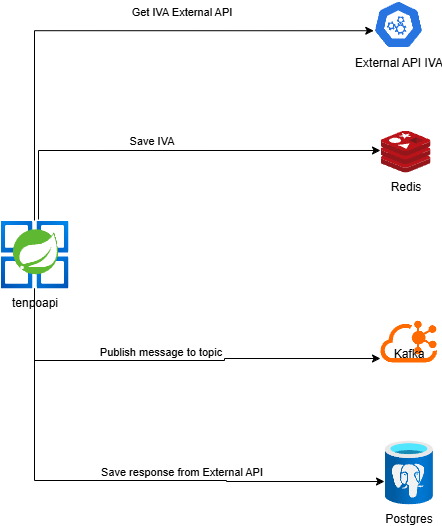 Get IVA External API
External API IVA
Save IVA
Redis
tenpoapi
Publish message to topic
Kafka
Save response from External API
Postgres